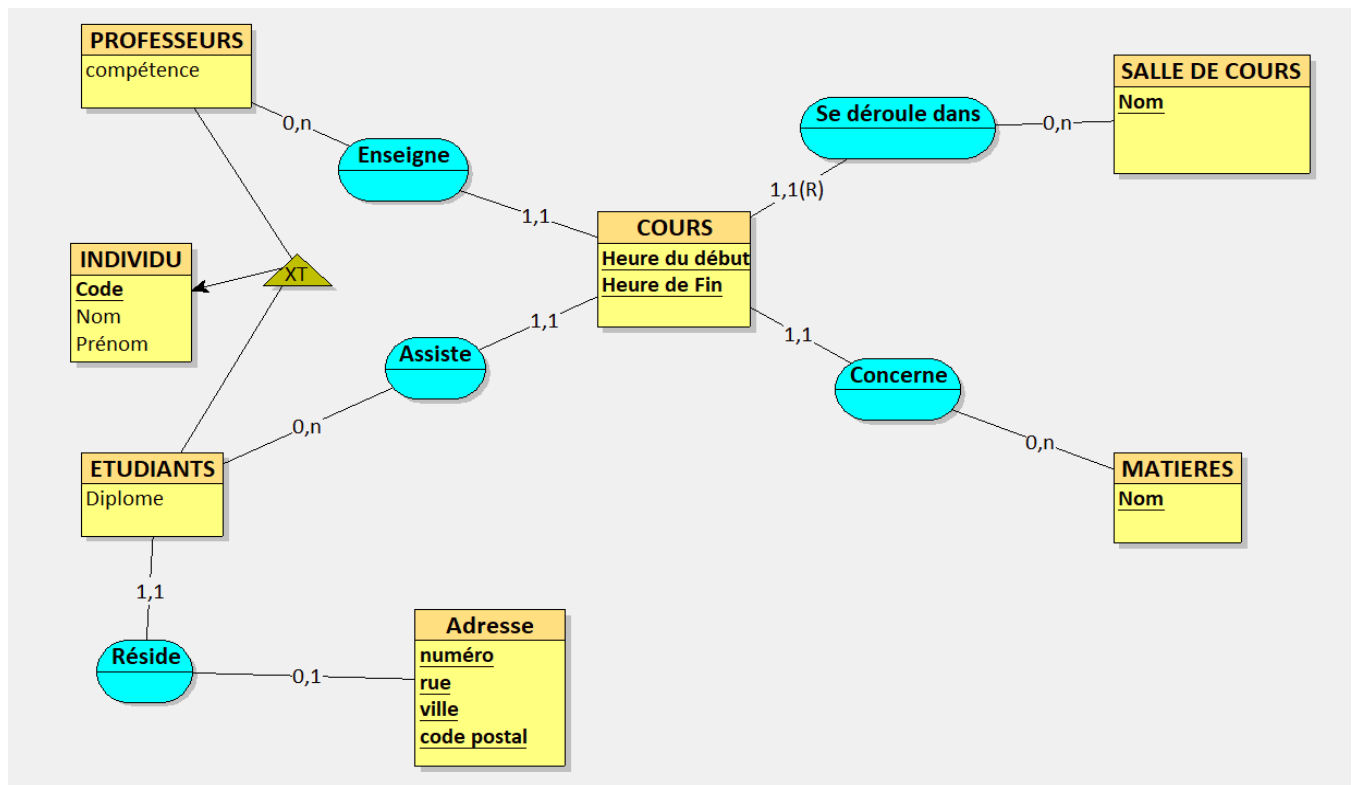 PROFESSEURS
compétence
0,n
Enseigne
1,1
SALLE DE COURS
Nom
Se déroule dans
0,n
1,1(R)
COURS
Heure du début
Heure de Fin
INDIVIDU
Code
Nom
Prénom
XT
1,1
Assiste
0,n
1,1
Concerne
0,n
MATIERES
Nom
ETUDIANTS
Diplome
1,1
Réside
0,1
Adresse
numéro
rue
ville
code postal